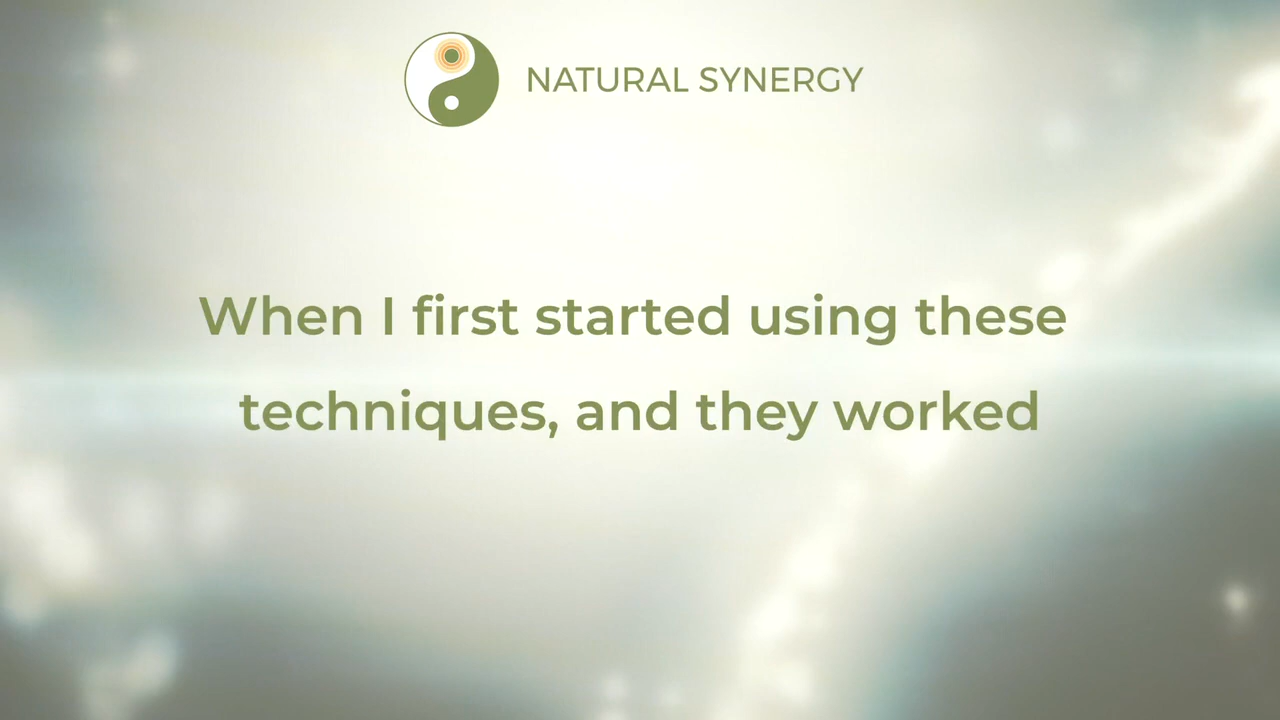 NATURAL SYNERGY
When I first started using these
techniques, and they worked